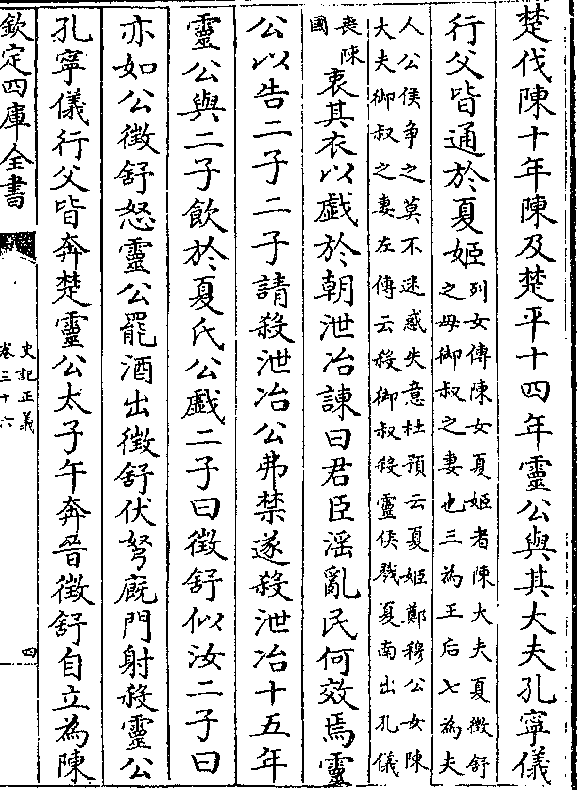 楚伐陳十年陳及楚平十四年靈公與其大夫孔寧儀
行父皆通於夏姬
列女傳陳女夏姬者陳大夫夏徵舒
之母御叔之妻也三為王后七為夫
人公侯争之莫不迷惑失意杜預云夏姬鄭穆公女陳
大夫御叔之妻左傳云殺御叔殺靈侯戮夏南出孔儀
喪陳
國
衷其衣以戯於朝泄冶諫曰君臣淫亂民何效焉靈
公以告二子二子請殺泄冶公弗禁遂殺泄冶十五年
靈公與二子飲於夏氏公戯二子曰徵舒似汝二子曰
亦如公徵舒怒靈公罷酒出徵舒伏弩廐門射殺靈公
孔寧儀行父皆奔楚靈公太子午奔晉徵舒自立為陳
欽定四庫全書
史記正義
卷三十六
四